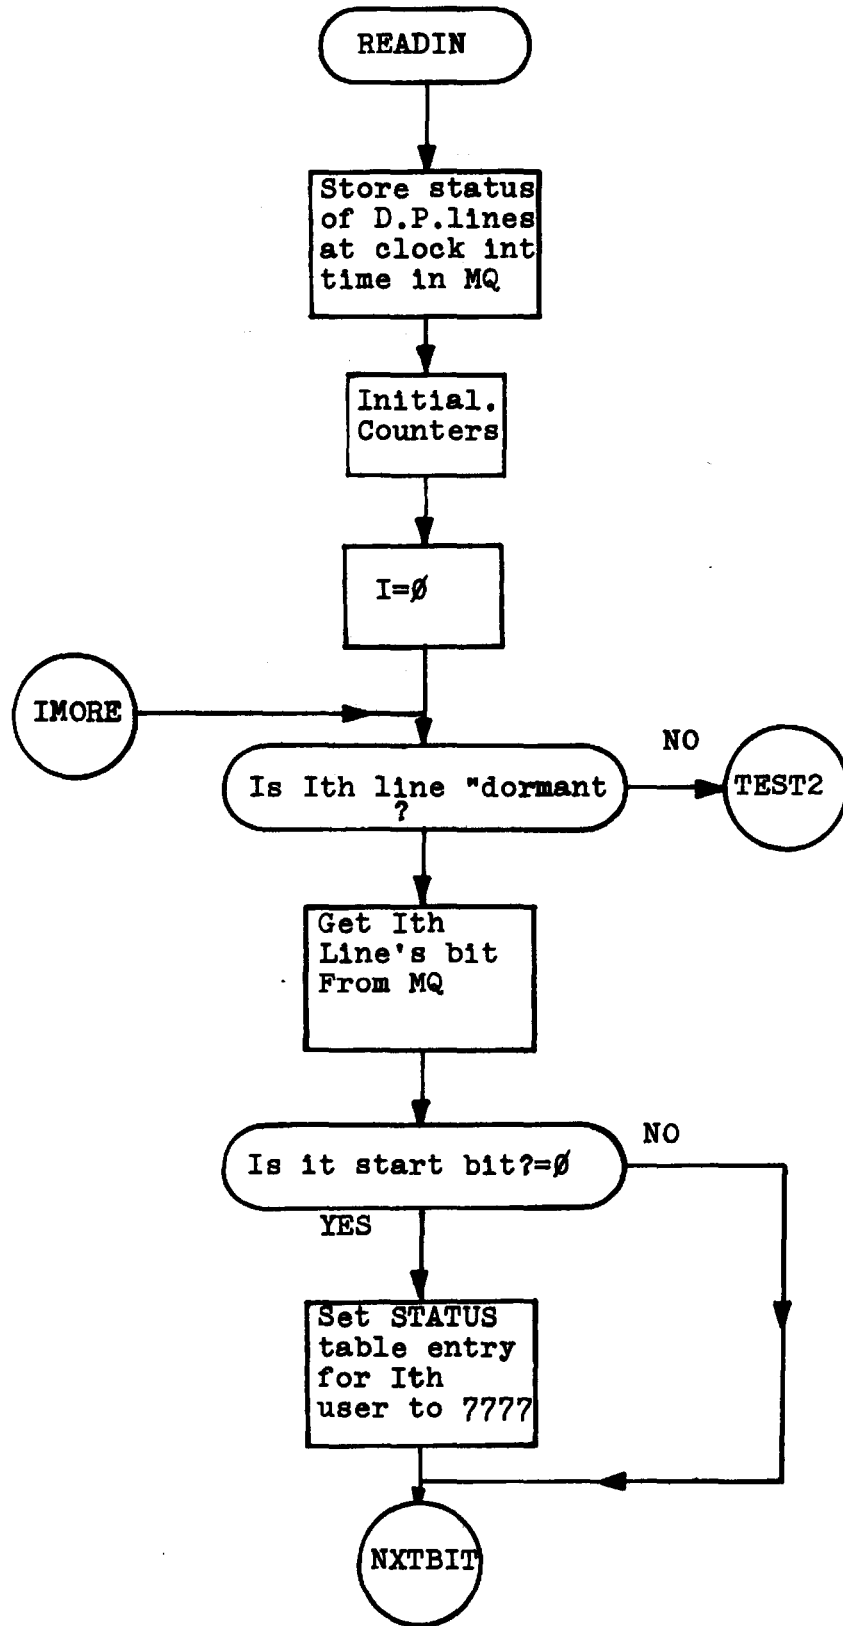 READIN
Store status
of D.P.lines
at clock int
time in MQ
Initial.
Counters
I=Ø
IMORE
Is Ith line "dormant
?
NO
TEST2
Get Ith
Line's bit
From MQ
Is it start bit?=Ø
NO
YES
Set STATUS
table entry
for Ith
user to 7777
NXTBIT